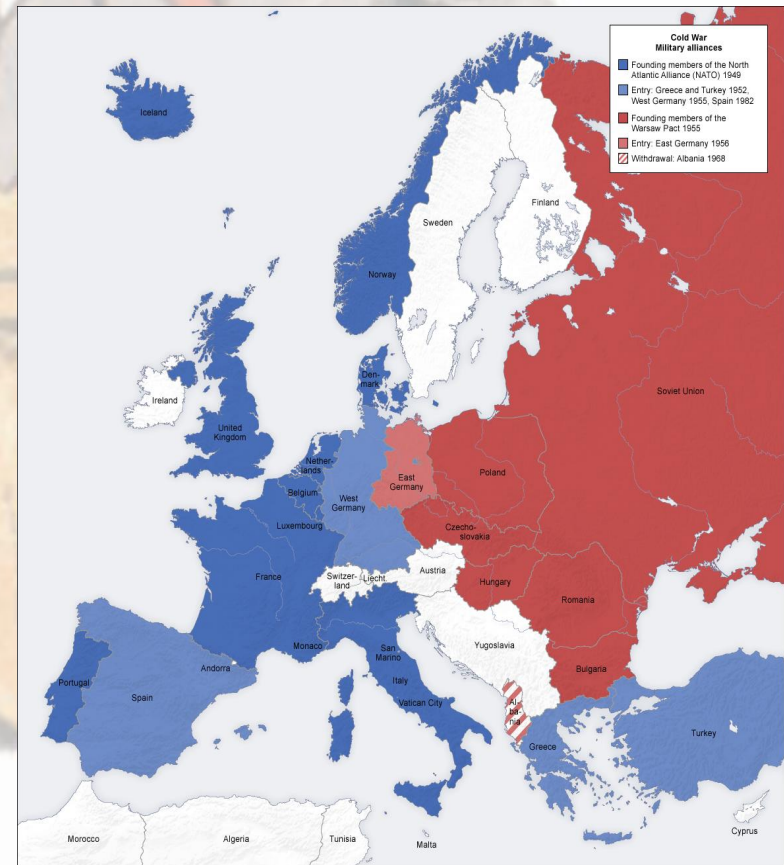 Cold War
Military alliances
Founding members of the North
Atlantic Alliance (NATO) 1949
Entry: Greece and Turkey 1952,
West Germany 1955, Spain 1982
Founding members of the
Warsaw Pact 1955
Entry: East Germany 1956
Withdrawal: Albania 1968
Iceland
Finland
Sweden
Norway
Den-
mark
Soviet Union
Ireland
United
Kingdom
Nether-
lands
Belgium
Luxembourg
West
Germany
East
Germany
Poland
Czecho-
slovakia
France
Switzer-
land
Liecht.
Austria
Hungary
Romania
Monaco
San
Marino
Yugoslavia
Bulgaria
Andorra
Portugal
Spain
Italy
Vatican City
Al-
ba-
nia
Greece
Turkey
Morocco
Algeria
Tunisia
Malta
Cyprus